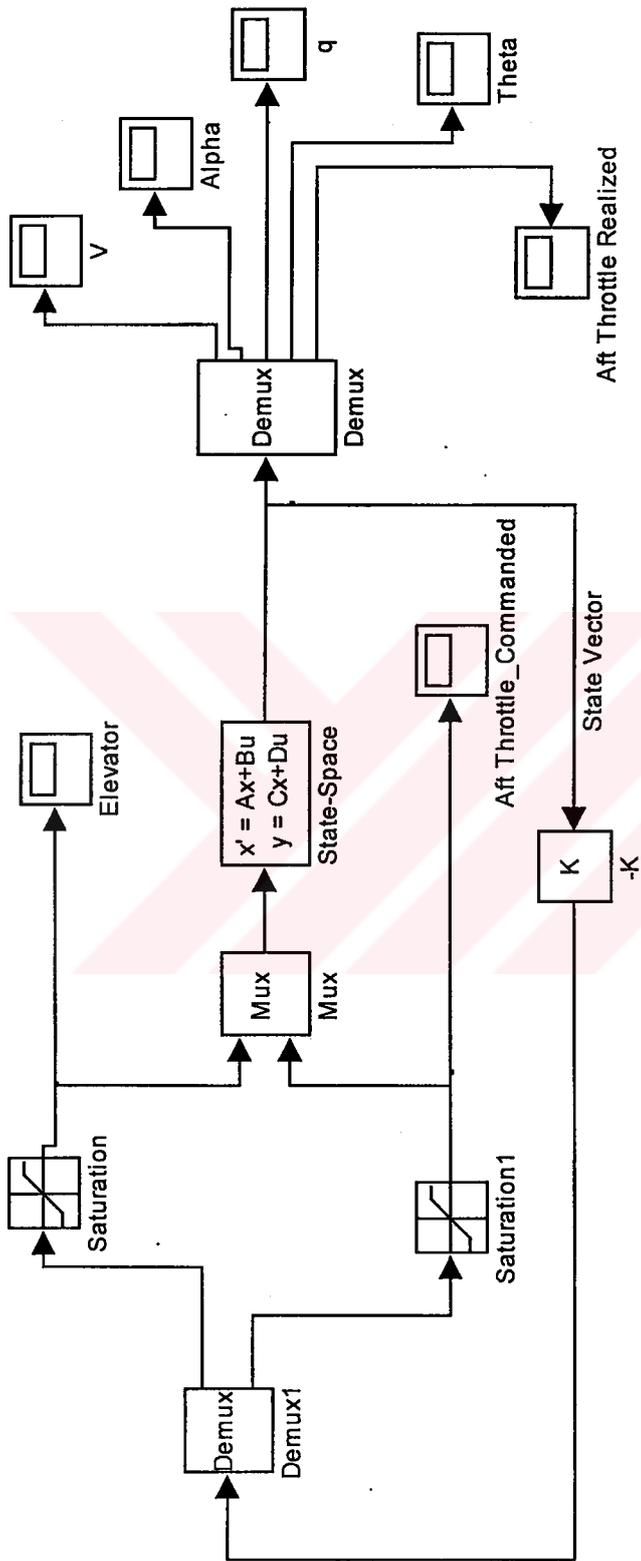 Demux
Demux1
Saturation
Saturation1
Elevator
Mux
Mux
x' = Ax+Bu
y = Cx+Du
State-Space
Aft Throttle_Commanded
K
-K
State Vector
Demux
Demux
V
Alpha
q
Theta
Aft Throttle Realized